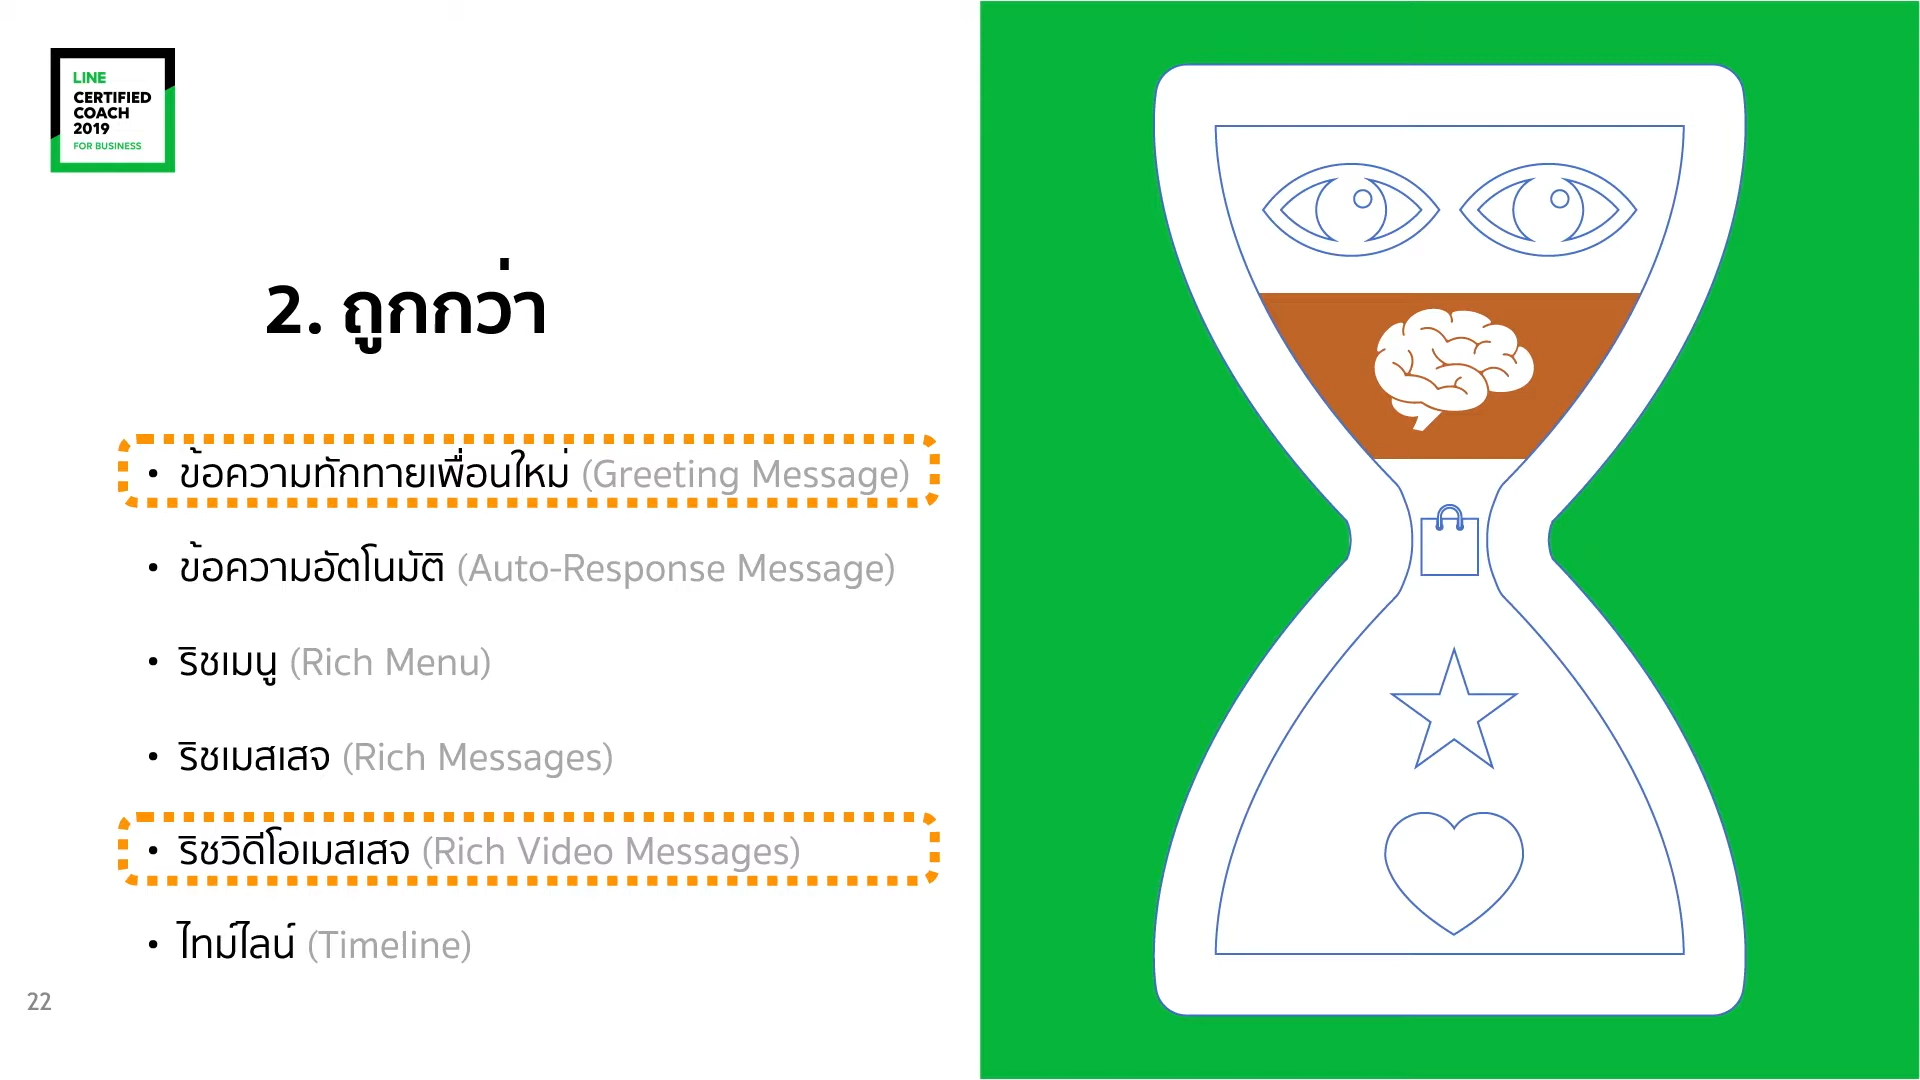 LINE
CERTIFIED
COACH
2019
FOR BUSINESS
2. ถูกกว่า
• ข้อความทักทายเพื่อนใหม่ (Greeting Message)
• ข้อความอัตโนมัติ (Auto-Response Message)
• ริชเมนู (Rich Menu)
• ริชเมสเสจ (Rich Messages)
• ริชวิดีโอเมสเสจ (Rich Video Messages)
• ไทม์ไลน์ (Timeline)
22